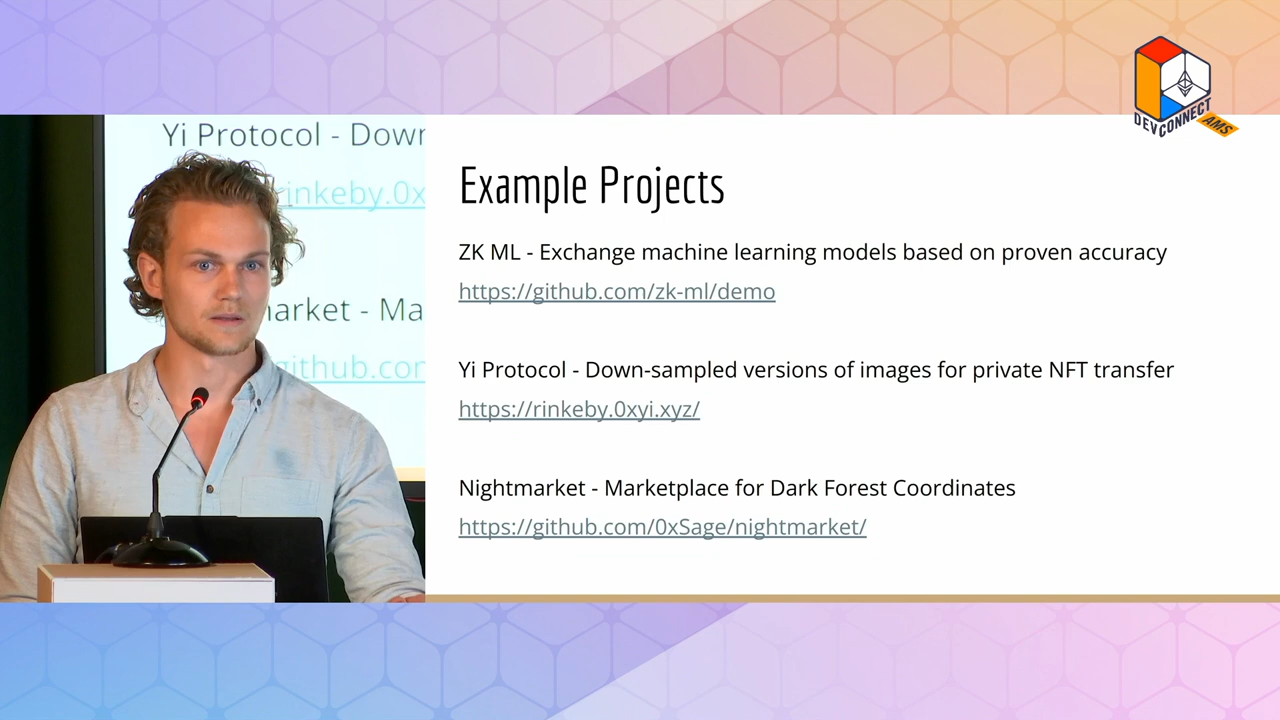 DEVCONNECT
AMS
Yi Protocol - Down
rinkeby.0x
arket - Ma
github.com
Example Projects
ZK ML - Exchange machine learning models based on proven accuracy
https://github.com/zk-ml/demo
Yi Protocol - Down-sampled versions of images for private NFT transfer
https://rinkeby.0xyi.xyz/
Nightmarket - Marketplace for Dark Forest Coordinates
https://github.com/0xSage/nightmarket/